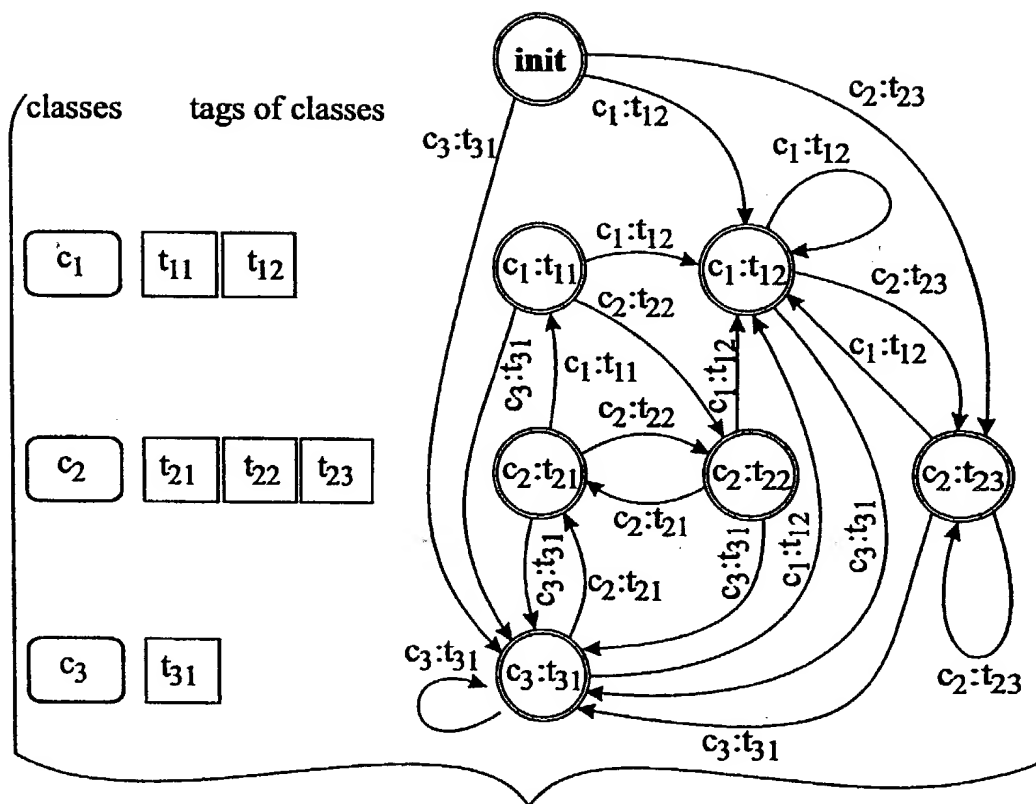 init
classes tags of classes
c₂:t₂₃
c₁:t₁₂
c₃:t₃₁
c₁:t₁₂
c₁ t₁₁ t₁₂
c₁:t₁₁
c₁:t₁₂
c₁:t₁₂
c₂:t₂₂
c₂:t₂₃
c₃:t₃₁
c₁:t₁₁
c₁:t₁₂
c₁:t₁₂
c₂:t₂₂
c₂ t₂₁ t₂₂ t₂₃
c₂:t₂₁
c₂:t₂₂
c₂:t₂₃
c₂:t₂₁
c₃:t₃₁
c₂:t₂₁
c₃:t₃₁
c₁:t₁₂
c₃:t₃₁
c₃ t₃₁
c₃:t₃₁
c₃:t₃₁
c₂:t₂₃
c₃:t₃₁